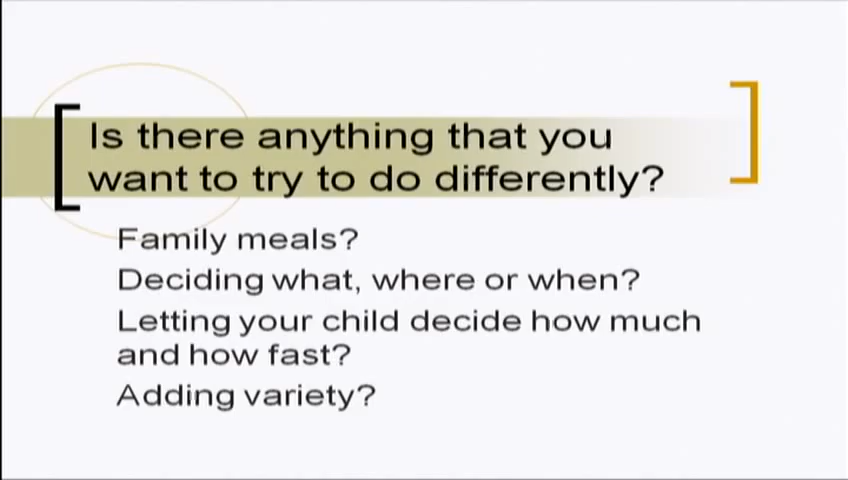 Is there anything that you
want to try to do differently?
Family meals?
Deciding what, where or when?
Letting your child decide how much
and how fast?
Adding variety?